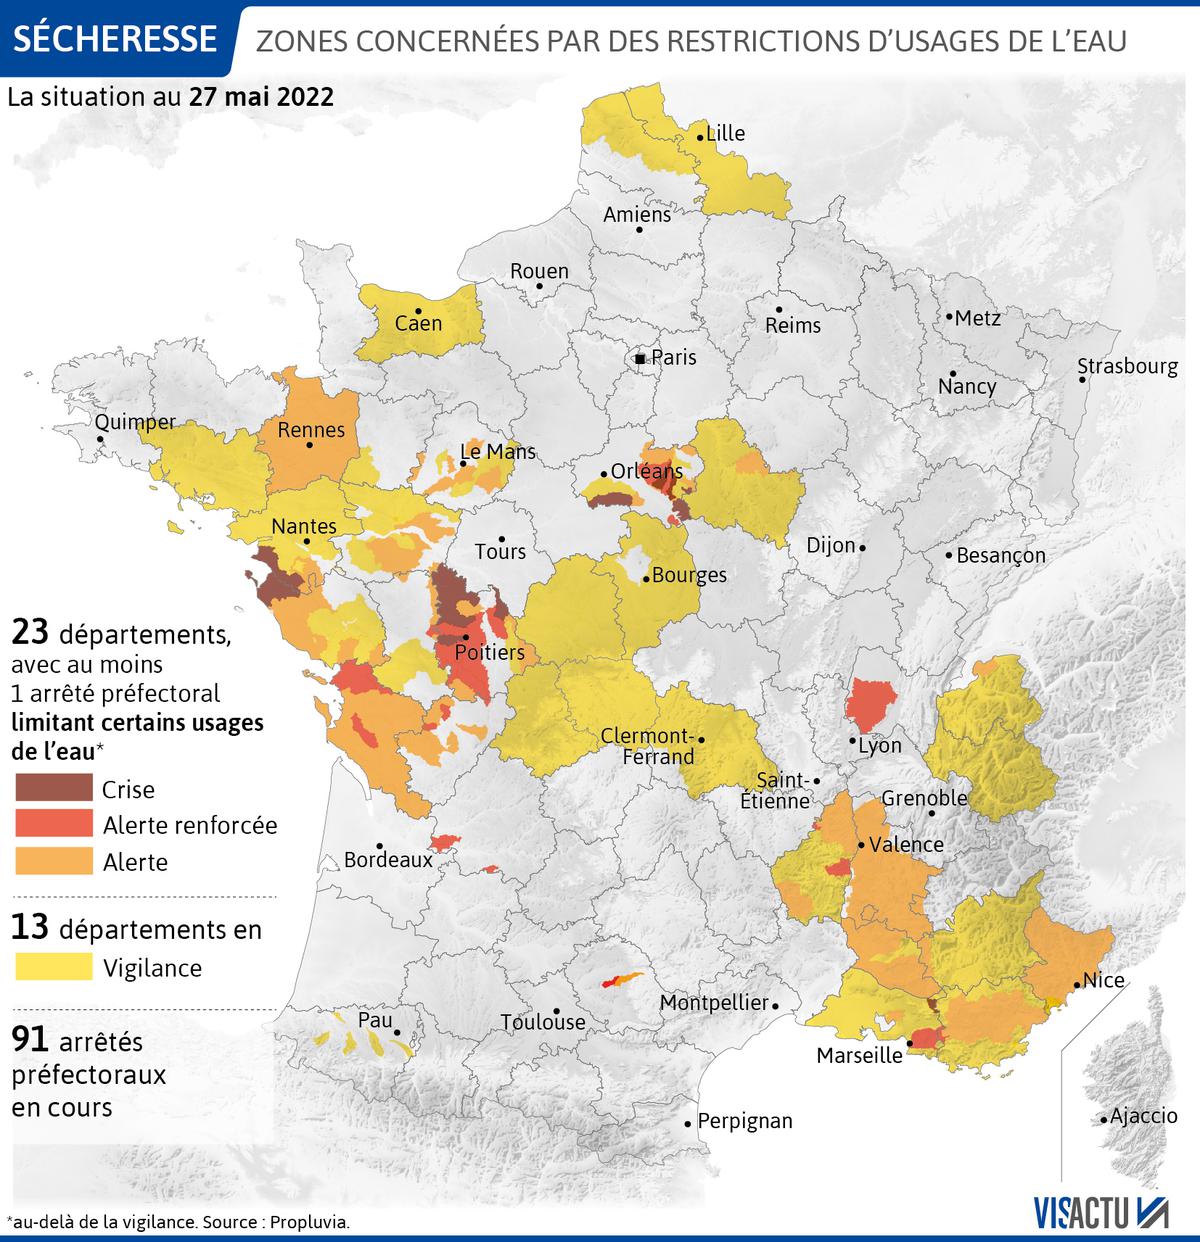 SÉCHERESSE
ZONES CONCERNÉES PAR DES RESTRICTIONS D’USAGES DE L’EAU
La situation au 27 mai 2022
Lille
Amiens
Rouen
Reims
Metz
Caen
Paris
Strasbourg
Nancy
Quimper
Rennes
Le Mans
Orléans
Nantes
Tours
Dijon
Besançon
Bourges
Poitiers
23 départements,
avec au moins
1 arrêté préfectoral
limitant certains usages
de l’eau*
Crise
Alerte renforcée
Alerte
13 départements en
Vigilance
91 arrêtés
préfectoraux
en cours
Clermont-
Ferrand
Lyon
Saint-
Étienne
Grenoble
Valence
Bordeaux
Nice
Montpellier
Toulouse
Pau
Marseille
Perpignan
Ajaccio
*au-delà de la vigilance. Source : Propluvia.
VISACTU